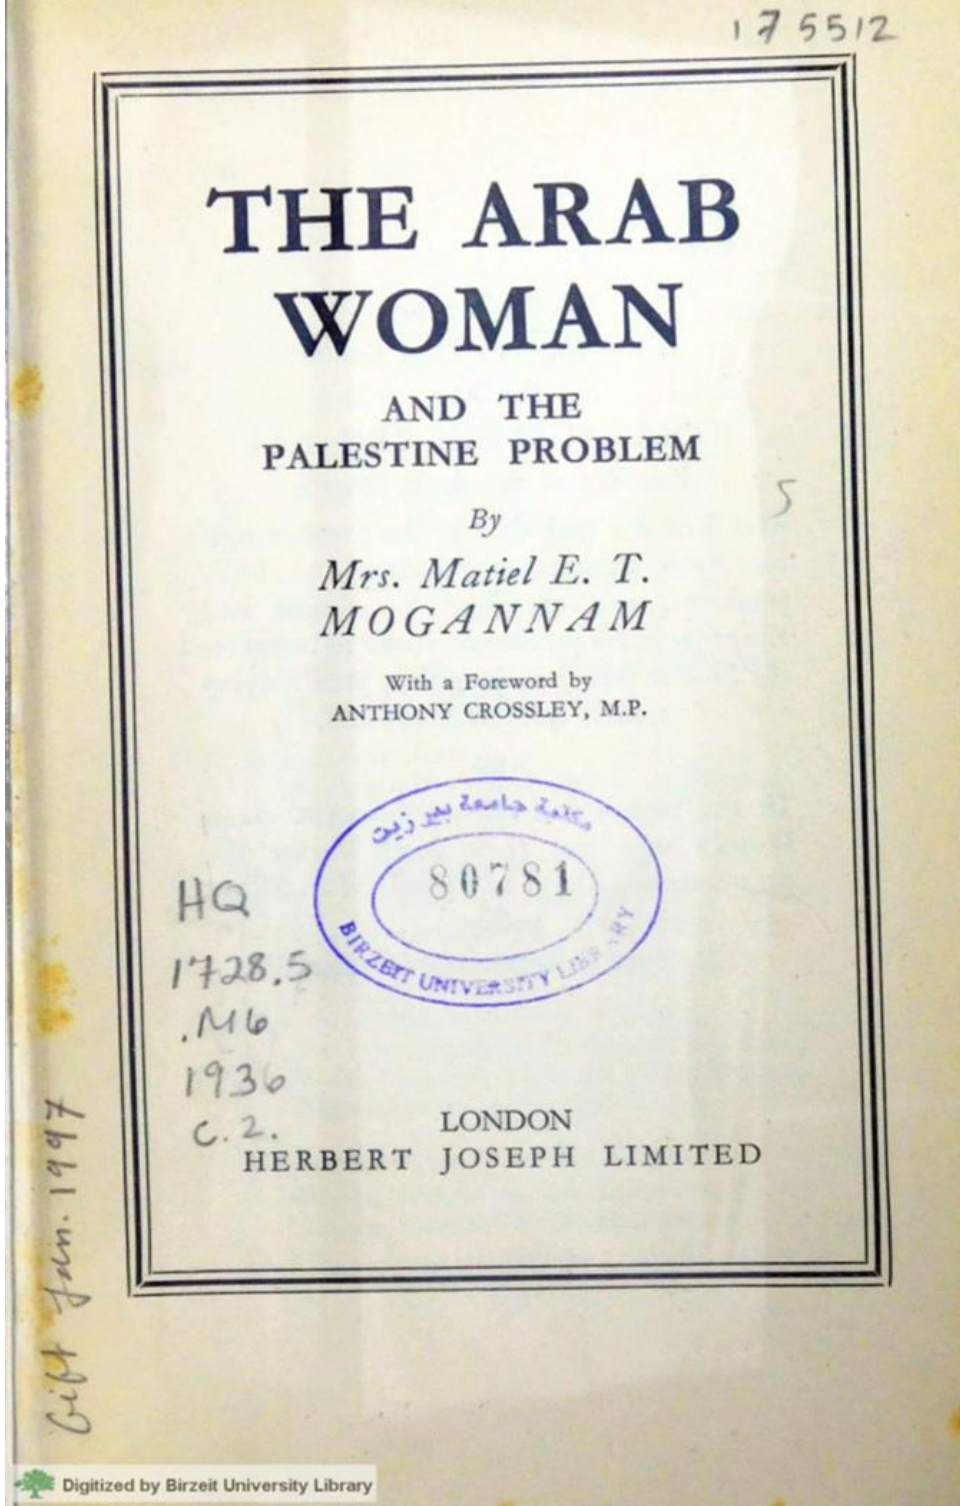 175512
THE ARAB
WOMAN
AND THE
PALESTINE PROBLEM
By
Mrs. Matiel E. T.
MOGANNAM
With a Foreword by
ANTHONY CROSSLEY, M.P.
5
مكتبة جامعة بيرزيت
80781
BIRZEIT UNIVERSITY LIBRARY
HQ
1728.5
.M6
1936
C. 2.
LONDON
HERBERT JOSEPH LIMITED
Gift Jan. 1997
Digitized by Birzeit University Library